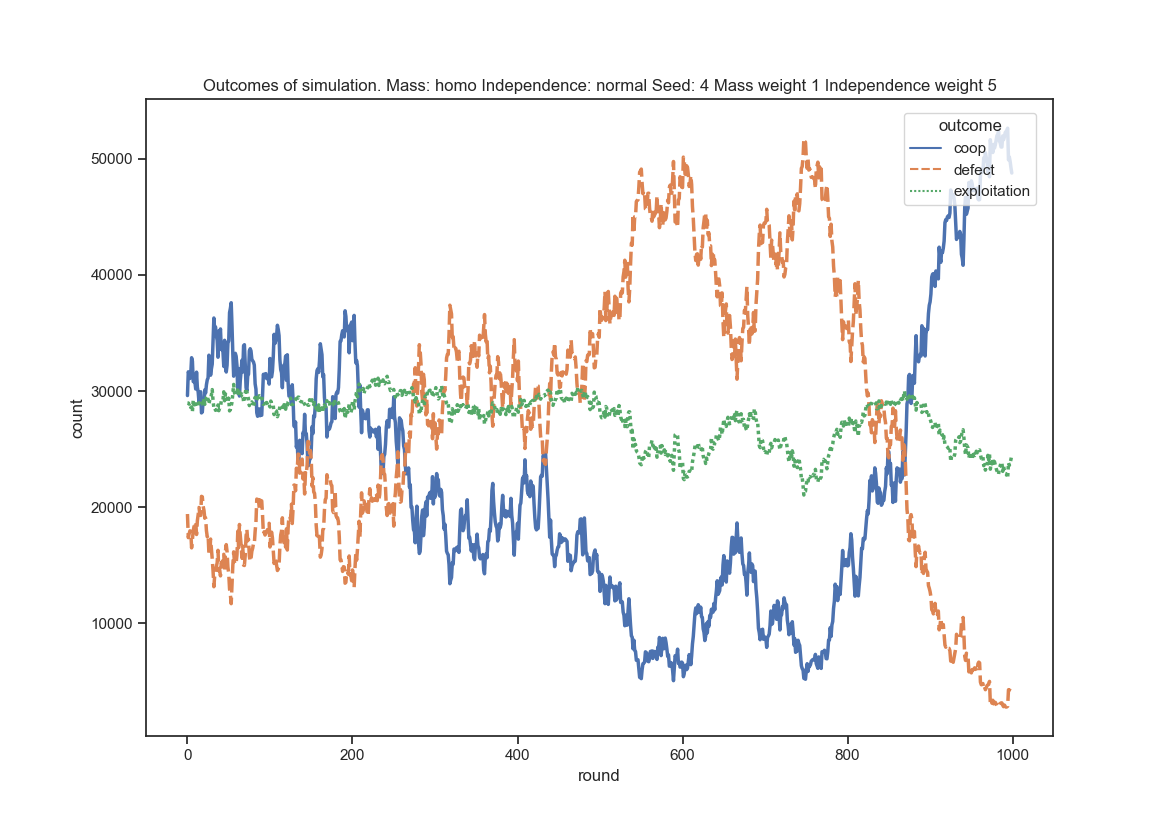 Outcomes of simulation. Mass: homo Independence: normal Seed: 4 Mass weight 1 Independence weight 5
outcome
coop
defect
exploitation
50000
40000
30000
20000
10000
count
0 200 400 600 800 1000
round